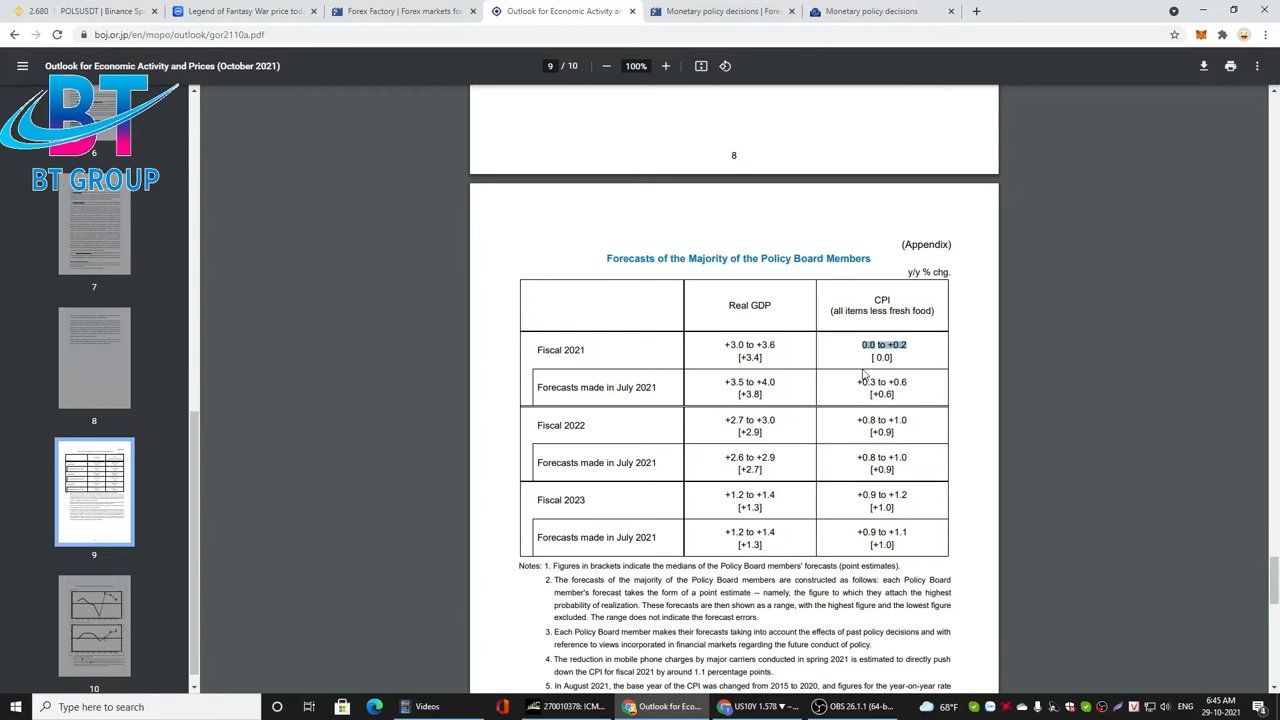 2.680 | POLSUSDT | Binance Sp
Legend of Fantasy War price toda
Forex Factory | Forex markets for
Outlook for Economic Activity an
Monetary policy decisions | Moni
Monetary policy decisions
boj.or.jp/en/mopo/outlook/gor2110a.pdf
Outlook for Economic Activity and Prices (October 2021)
9 / 10
100%
BT
BT GROUP
6
7
8
9
10
8
(Appendix)
Forecasts of the Majority of the Policy Board Members
y/y % chg.
Real GDP
CPI
(all items less fresh food)
Fiscal 2021
+3.0 to +3.6
[+3.4]
0.0 to +0.2
[ 0.0]
Forecasts made in July 2021
+3.5 to +4.0
[+3.8]
+0.3 to +0.6
[+0.6]
Fiscal 2022
+2.7 to +3.0
[+2.9]
+0.8 to +1.0
[+0.9]
Forecasts made in July 2021
+2.6 to +2.9
[+2.7]
+0.8 to +1.0
[+0.9]
Fiscal 2023
+1.2 to +1.4
[+1.3]
+0.9 to +1.2
[+1.0]
Forecasts made in July 2021
+1.2 to +1.4
[+1.3]
+0.9 to +1.1
[+1.0]
Notes: 1. Figures in brackets indicate the medians of the Policy Board members' forecasts (point estimates).
2. The forecasts of the majority of the Policy Board members are constructed as follows: each Policy Board
member's forecast takes the form of a point estimate -- namely, the figure to which they attach the highest
probability of realization. These forecasts are then shown as a range, with the highest figure and the lowest figure
excluded. The range does not indicate the forecast errors.
3. Each Policy Board member makes their forecasts taking into account the effects of past policy decisions and with
reference to views incorporated in financial markets regarding the future conduct of policy.
4. The reduction in mobile phone charges by major carriers conducted in spring 2021 is estimated to directly push
down the CPI for fiscal 2021 by around 1.1 percentage points.
5. In August 2021, the base year of the CPI was changed from 2015 to 2020, and figures for the year-on-year rate
Type here to search
Videos
270010378: ICM...
Outlook for Eco...
US10Y 1.578 ▼ −...
OBS 26.1.1 (64-b...
68°F
ENG
6:45 AM
29-10-2021